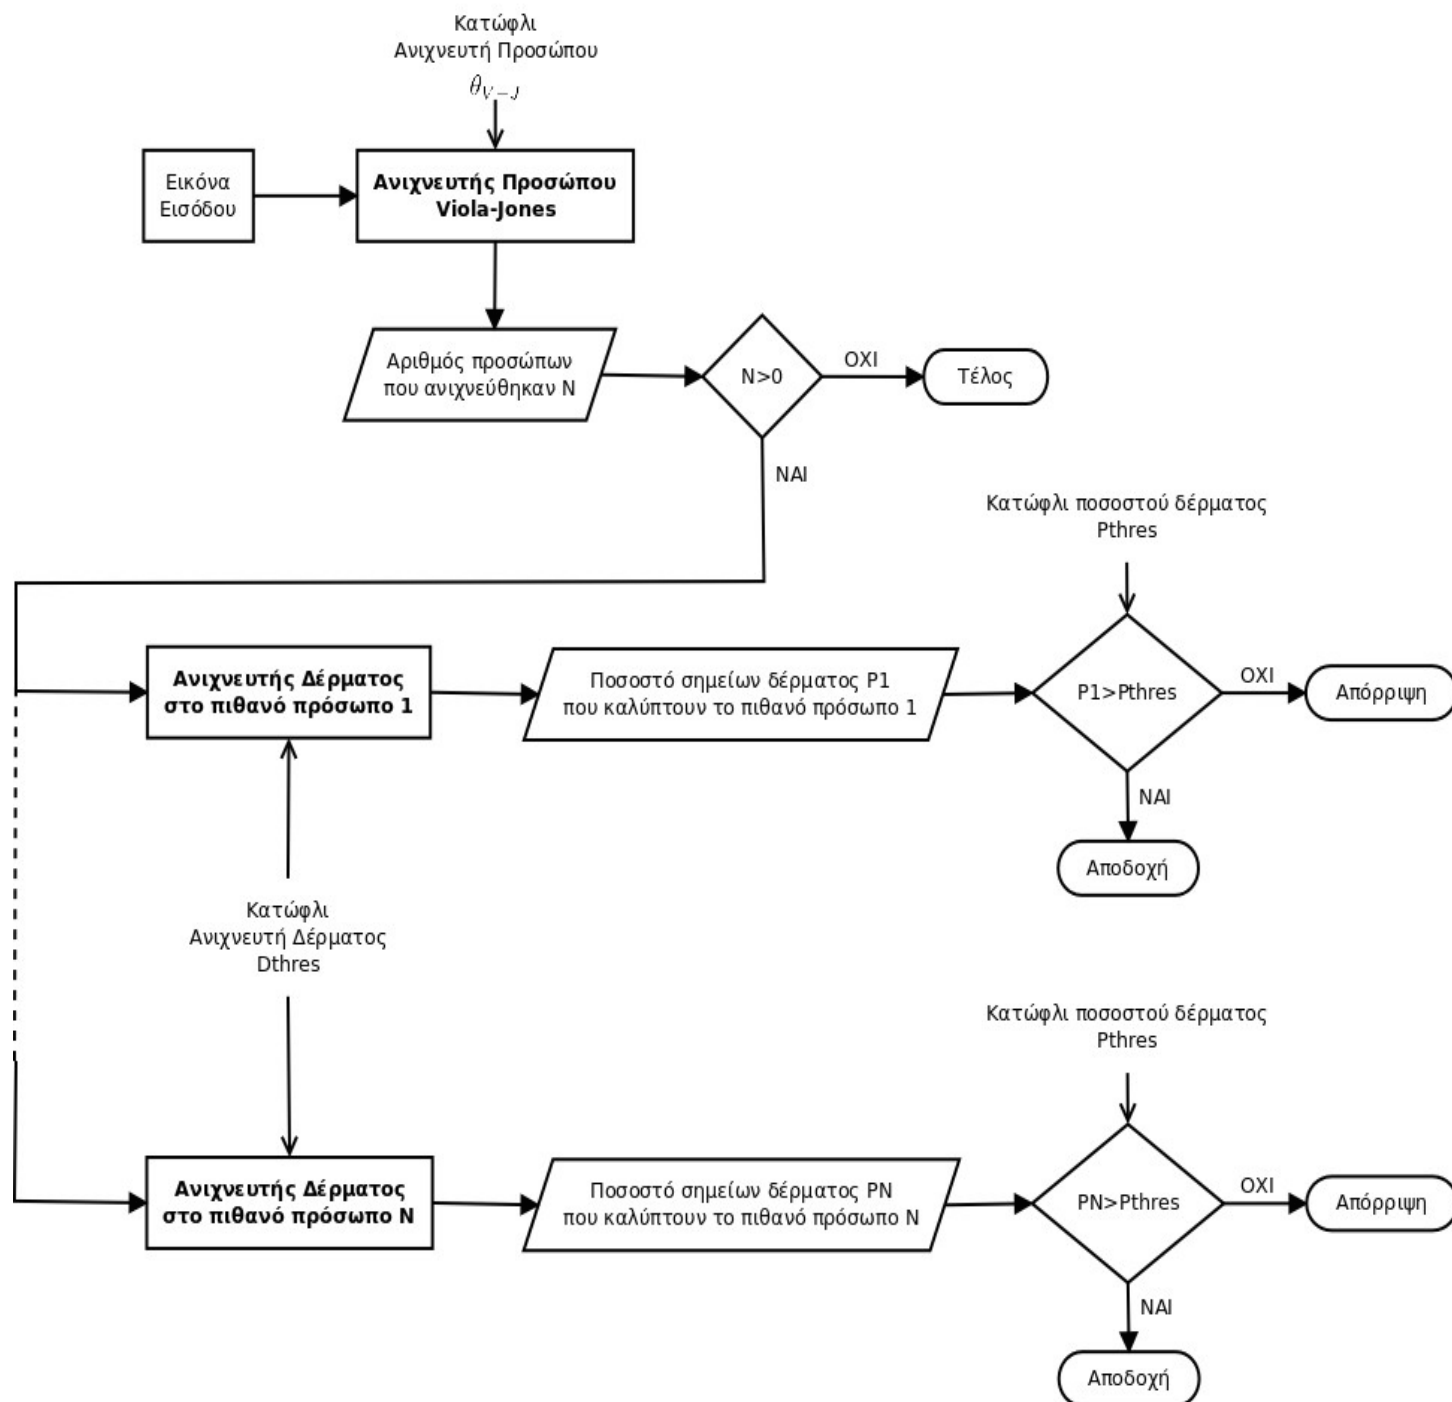 Κατώφλι
Ανιχνευτή Προσώπου
θV−J
Εικόνα
Εισόδου
Ανιχνευτής Προσώπου
Viola-Jones
Αριθμός προσώπων
που ανιχνεύθηκαν N
N>0
ΟΧΙ
Τέλος
ΝΑΙ
Κατώφλι ποσοστού δέρματος
Pthres
Ανιχνευτής Δέρματος
στο πιθανό πρόσωπο 1
Ποσοστό σημείων δέρματος P1
που καλύπτουν το πιθανό πρόσωπο 1
P1>Pthres
ΟΧΙ
Απόρριψη
ΝΑΙ
Αποδοχή
Κατώφλι
Ανιχνευτή Δέρματος
Dthres
Κατώφλι ποσοστού δέρματος
Pthres
Ανιχνευτής Δέρματος
στο πιθανό πρόσωπο N
Ποσοστό σημείων δέρματος PN
που καλύπτουν το πιθανό πρόσωπο N
PN>Pthres
ΟΧΙ
Απόρριψη
ΝΑΙ
Αποδοχή